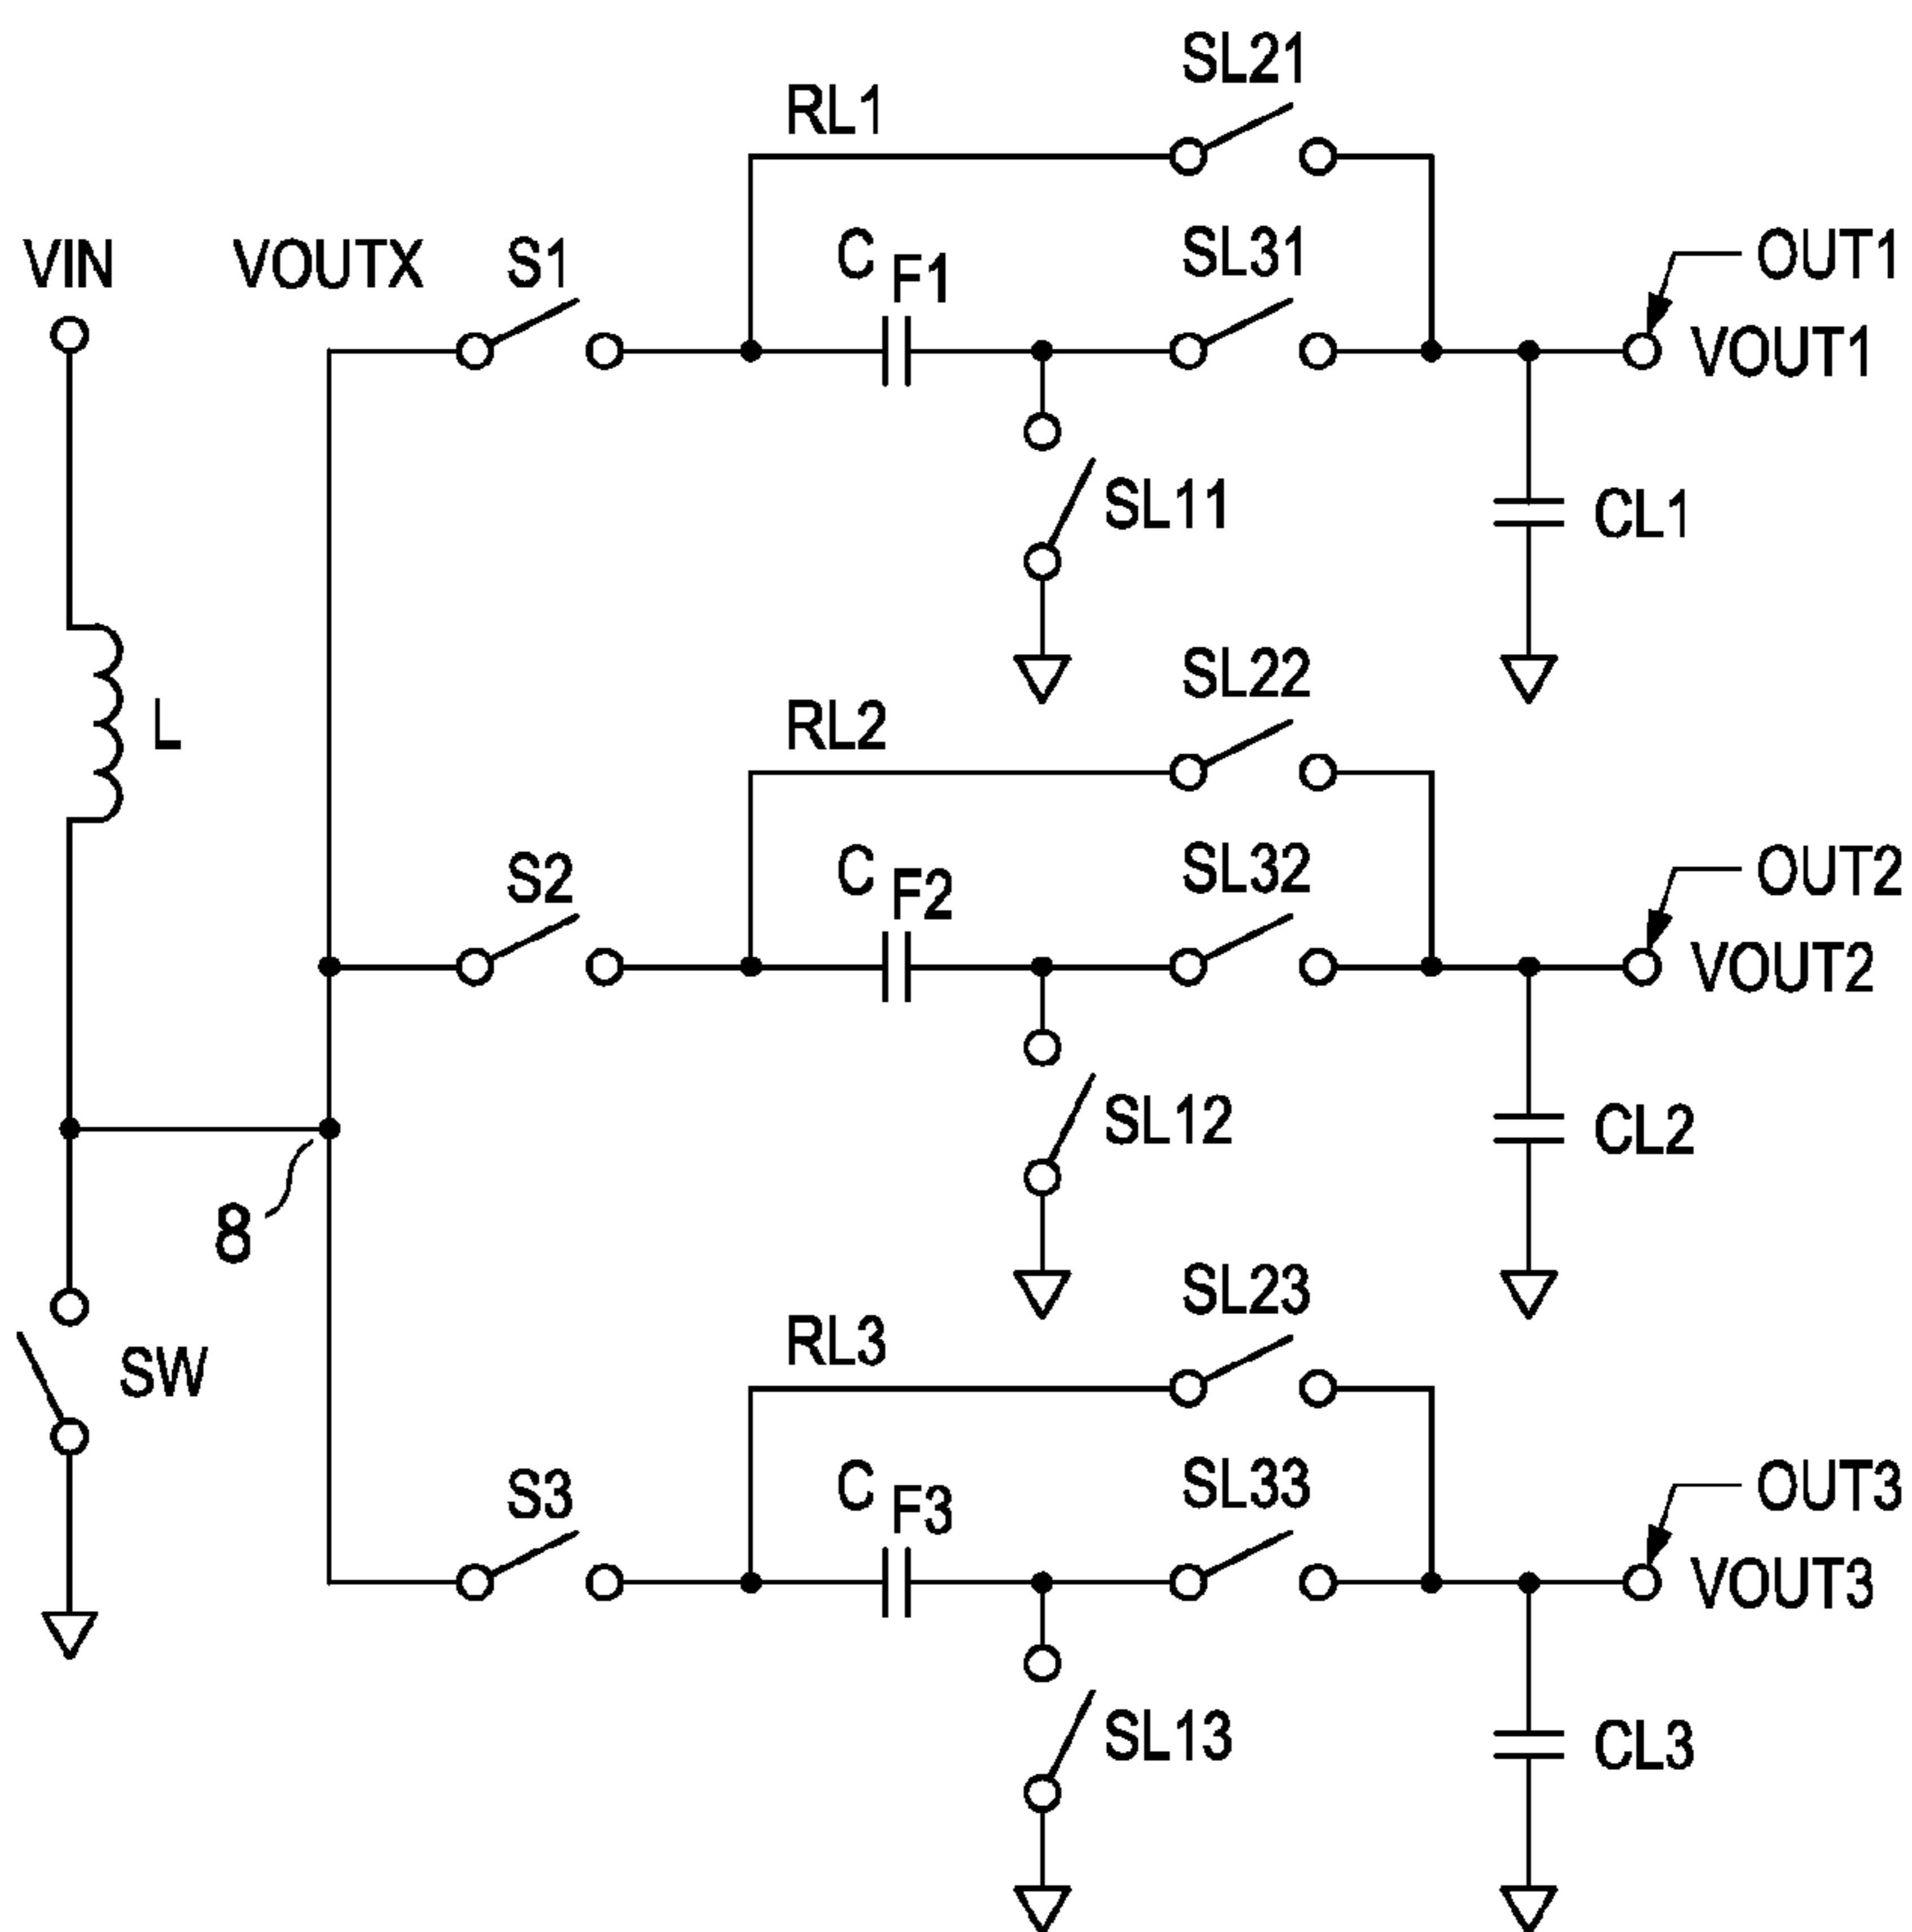 SL21
RL1
VIN
VOUTX
S1
C F1
SL31
OUT1
VOUT1
SL11
CL1
L
SL22
RL2
S2
C F2
SL32
OUT2
VOUT2
SL12
CL2
8
SL23
RL3
SW
S3
C F3
SL33
OUT3
VOUT3
SL13
CL3